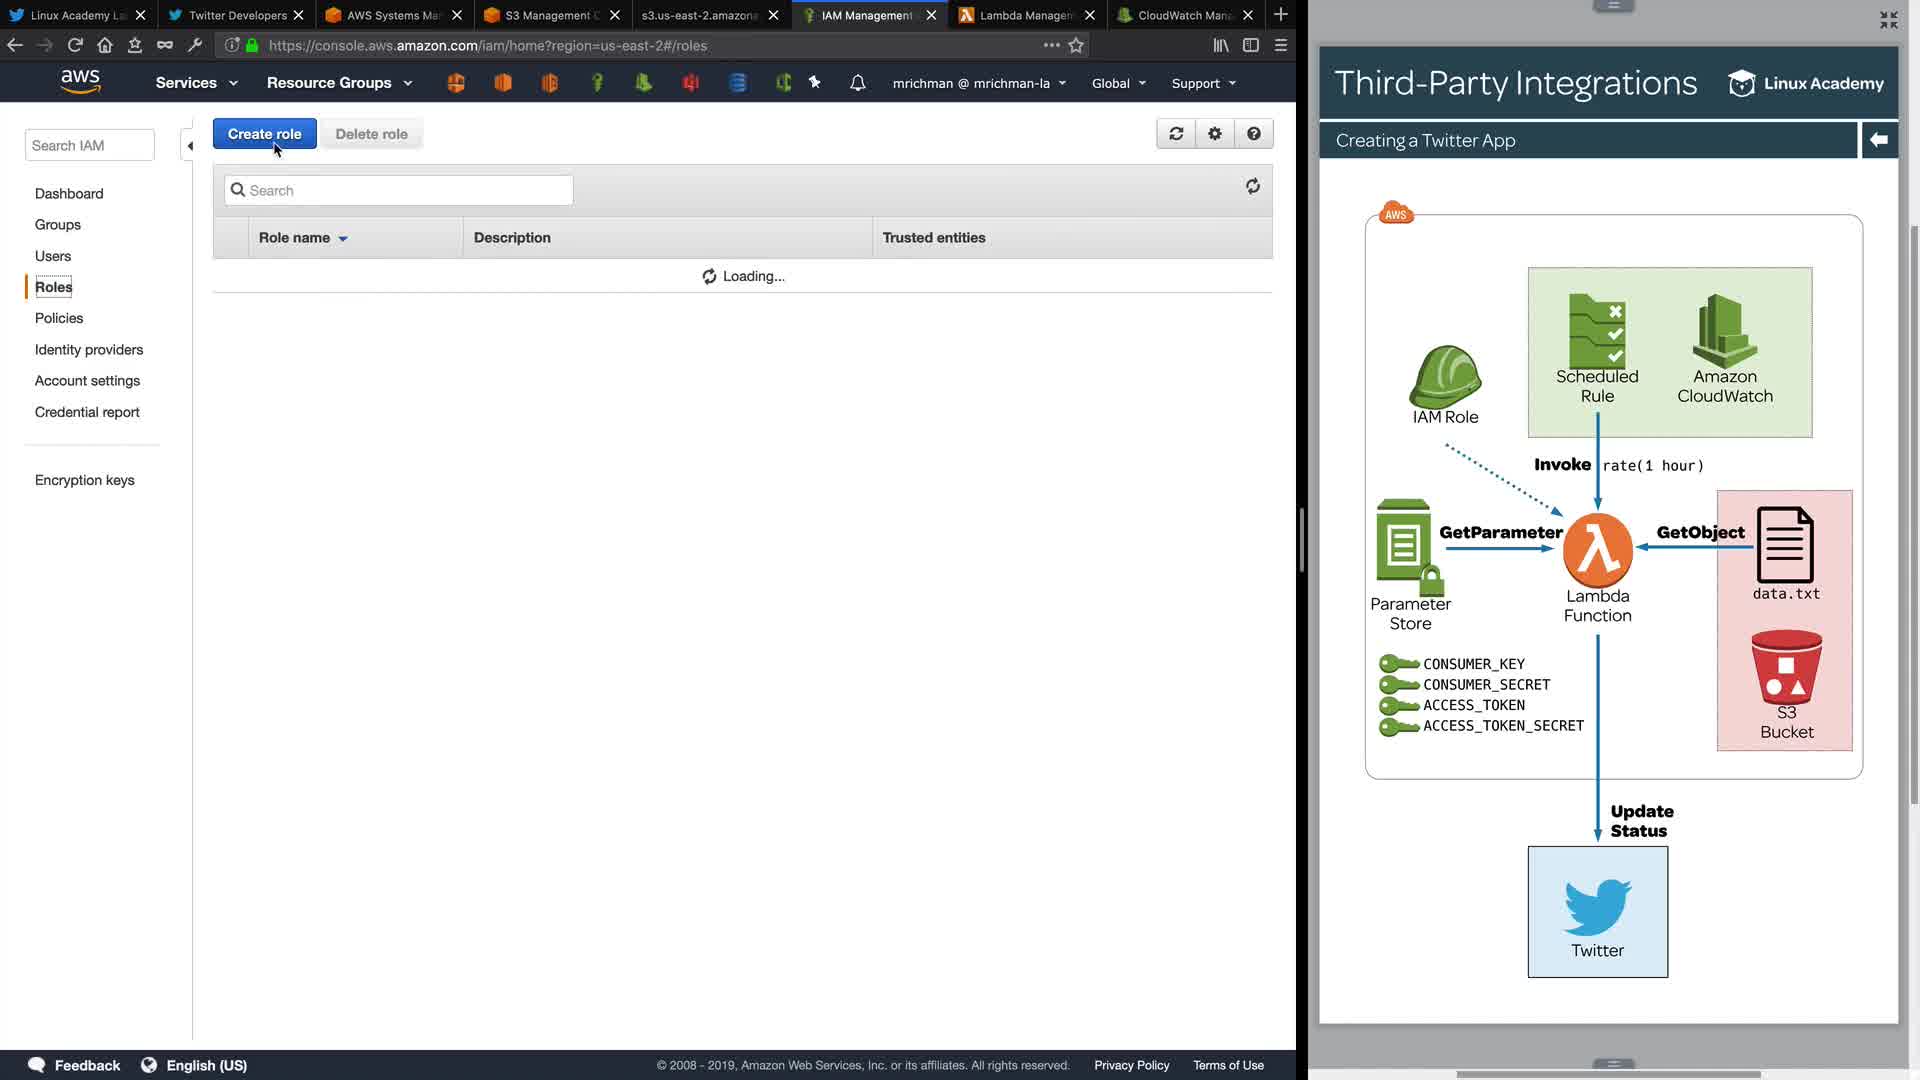 Linux Academy La
Twitter Developers
AWS Systems Ma
S3 Management C
s3.us-east-2.amazona
IAM Management
Lambda Managem
CloudWatch Mana
https://console.aws.amazon.com/iam/home?region=us-east-2#/roles
aws
Services
Resource Groups
mrichman @ mrichman-la
Global
Support
Search IAM
Dashboard
Groups
Users
Roles
Policies
Identity providers
Account settings
Credential report
Encryption keys
Create role
Delete role
Search
Role name
Description
Trusted entities
Loading...
Feedback
English (US)
© 2008 - 2019, Amazon Web Services, Inc. or its affiliates. All rights reserved.
Privacy Policy
Terms of Use
Third-Party Integrations
Linux Academy
Creating a Twitter App
AWS
Scheduled
Rule
Amazon
CloudWatch
IAM Role
Invoke
rate(1 hour)
GetParameter
GetObject
data.txt
Parameter
Store
Lambda
Function
CONSUMER_KEY
CONSUMER_SECRET
ACCESS_TOKEN
ACCESS_TOKEN_SECRET
S3
Bucket
Update
Status
Twitter